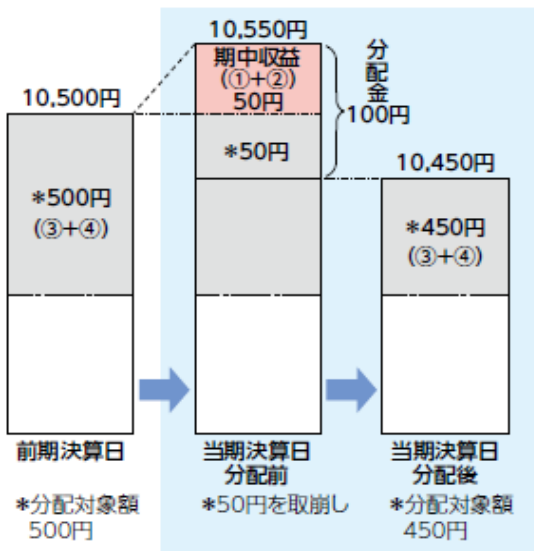 10,500円
＊500円
(③+④)
前期決算日
＊分配対象額
500円
10,550円
期中収益
(①+②)
50円
＊50円
分配金
100円
当期決算日
分配前
＊50円を取崩し
10,450円
＊450円
(③+④)
当期決算日
分配後
＊分配対象額
450円